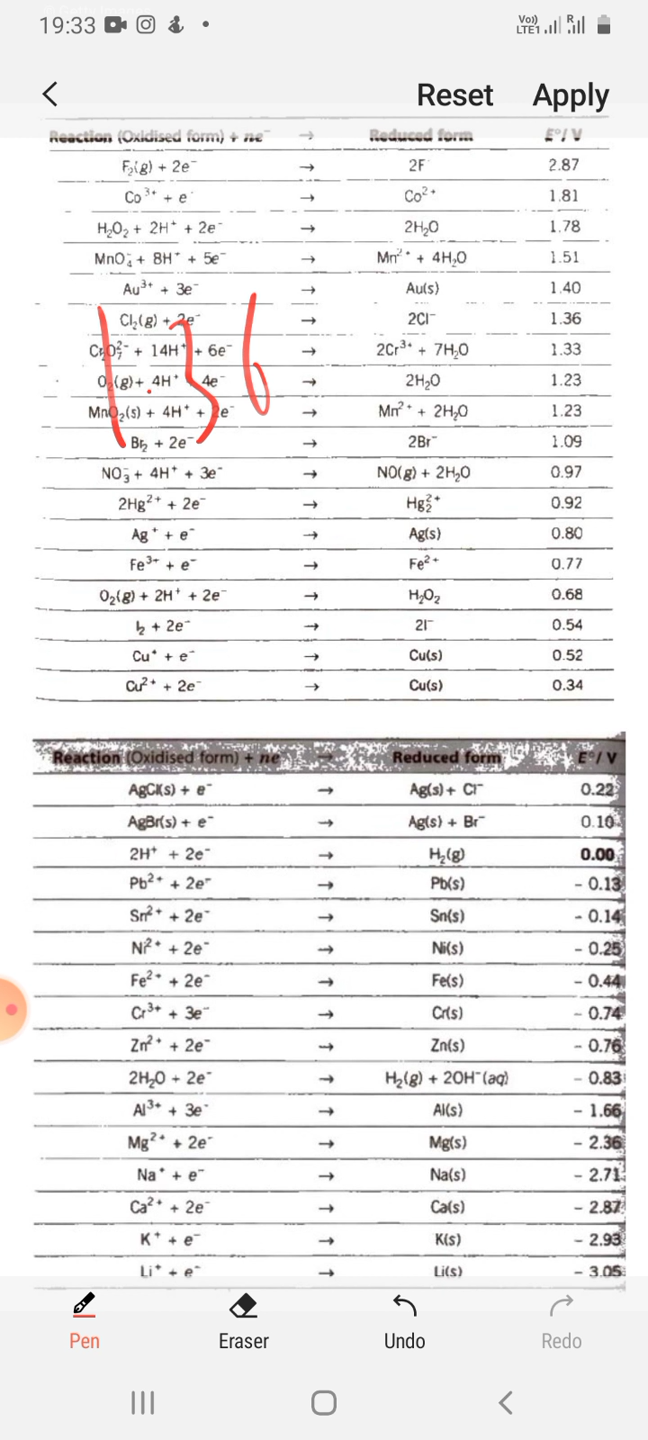 19:33 Vo)) LTE1 R
Reset Apply
Reaction (Oxidised form) + ne⁻ → Reduced form E°/ V
F₂(g) + 2e⁻ → 2F⁻ 2.87
Co³⁺ + e⁻ → Co²⁺ 1.81
H₂O₂ + 2H⁺ + 2e⁻ → 2H₂O 1.78
MnO₄⁻ + 8H⁺ + 5e⁻ → Mn²⁺ + 4H₂O 1.51
Au³⁺ + 3e⁻ → Au(s) 1.40
Cl₂(g) + 2e⁻ → 2Cl⁻ 1.36
Cr₂O₇²⁻ + 14H⁺ + 6e⁻ → 2Cr³⁺ + 7H₂O 1.33
O₂(g) + 4H⁺ 4e⁻ → 2H₂O 1.23
MnO₂(s) + 4H⁺ + 2e⁻ → Mn²⁺ + 2H₂O 1.23
Br₂ + 2e⁻ → 2Br⁻ 1.09
1.36
NO₃⁻ + 4H⁺ + 3e⁻ → NO(g) + 2H₂O 0.97
2Hg²⁺ + 2e⁻ → Hg₂²⁺ 0.92
Ag⁺ + e⁻ → Ag(s) 0.80
Fe³⁺ + e⁻ → Fe²⁺ 0.77
O₂(g) + 2H⁺ + 2e⁻ → H₂O₂ 0.68
I₂ + 2e⁻ → 2I⁻ 0.54
Cu⁺ + e⁻ → Cu(s) 0.52
Cu²⁺ + 2e⁻ → Cu(s) 0.34
Reaction (Oxidised form) + ne → Reduced form E°/ V
AgCl(s) + e⁻ → Ag(s) + Cl⁻ 0.22
AgBr(s) + e⁻ → Ag(s) + Br⁻ 0.10
2H⁺ + 2e⁻ → H₂(g) 0.00
Pb²⁺ + 2e⁻ → Pb(s) - 0.13
Sn²⁺ + 2e⁻ → Sn(s) - 0.14
Ni²⁺ + 2e⁻ → Ni(s) - 0.25
Fe²⁺ + 2e⁻ → Fe(s) - 0.44
Cr³⁺ + 3e⁻ → Cr(s) - 0.74
Zn²⁺ + 2e⁻ → Zn(s) - 0.76
2H₂O + 2e⁻ → H₂(g) + 2OH⁻(aq) - 0.83
Al³⁺ + 3e⁻ → Al(s) - 1.66
Mg²⁺ + 2e⁻ → Mg(s) - 2.36
Na⁺ + e⁻ → Na(s) - 2.71
Ca²⁺ + 2e⁻ → Ca(s) - 2.87
K⁺ + e⁻ → K(s) - 2.93
Li⁺ + e⁻ → Li(s) - 3.05
Pen Eraser Undo Redo